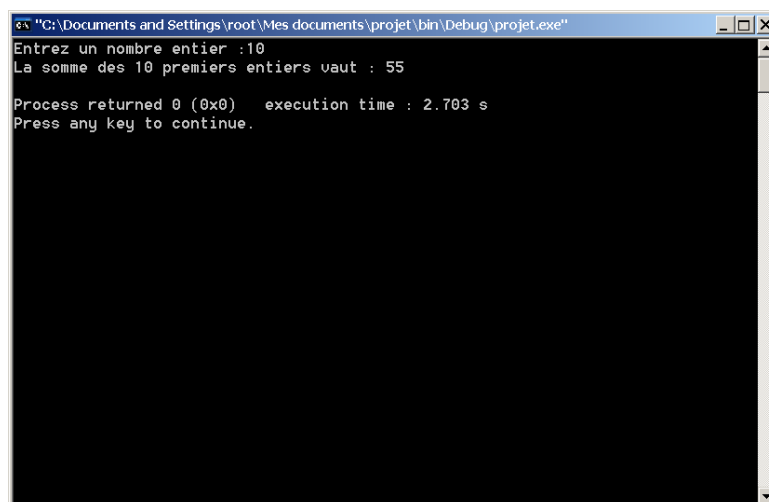 "C:\Documents and Settings\root\Mes documents\projet\bin\Debug\projet.exe"
Entrez un nombre entier :10
La somme des 10 premiers entiers vaut : 55
Process returned 0 (0x0)   execution time : 2.703 s
Press any key to continue.